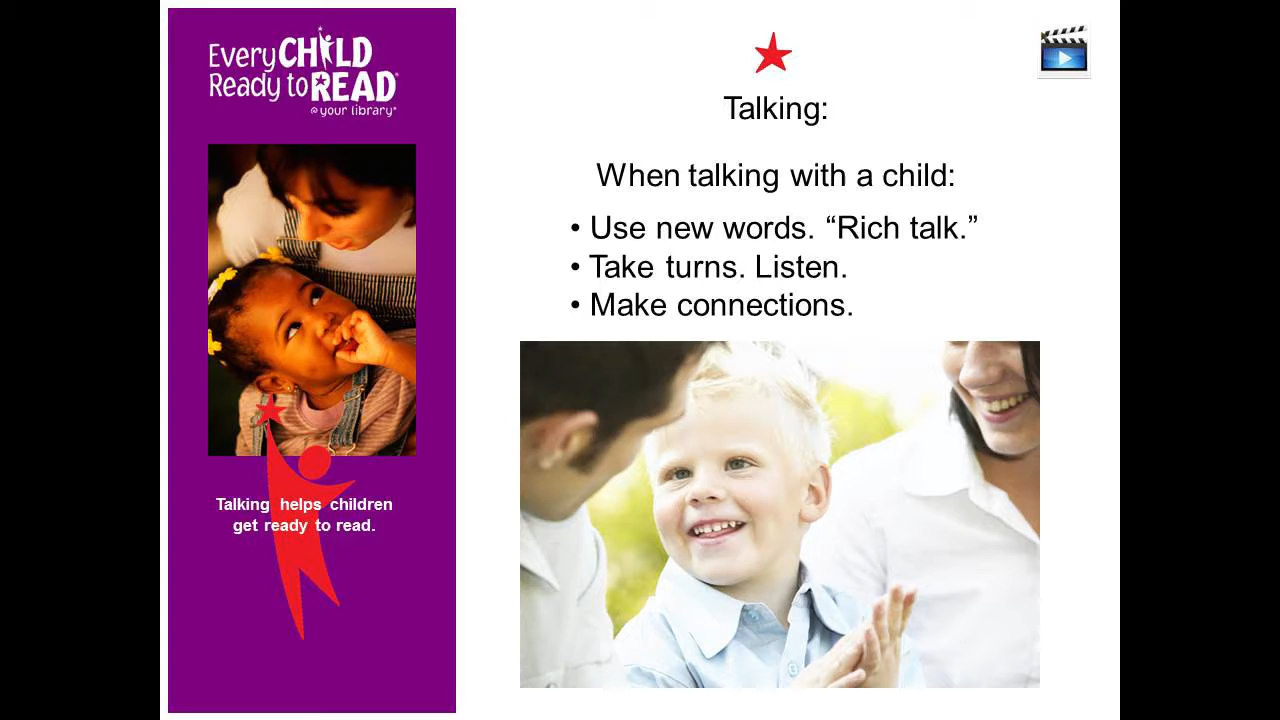 Every CHILD
Ready to READ®
@ your library®
Talking helps children
get ready to read.
Talking:
When talking with a child:
• Use new words. “Rich talk.”
• Take turns. Listen.
• Make connections.